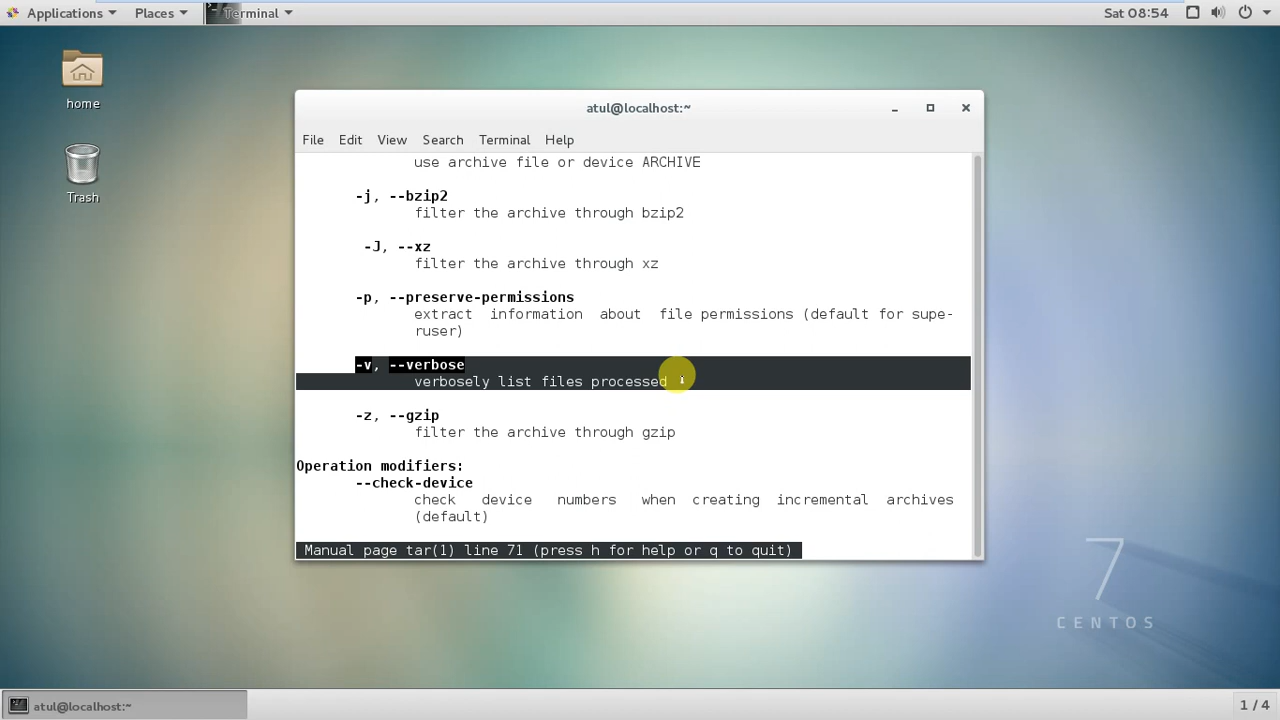 Applications
Places
Terminal
Sat 08:54
home
Trash
atul@localhost:~
File Edit View Search Terminal Help
use archive file or device ARCHIVE
-j, --bzip2
filter the archive through bzip2
-J, --xz
filter the archive through xz
-p, --preserve-permissions
extract information about file permissions (default for supe-
ruser)
-v, --verbose
verbosely list files processed
-z, --gzip
filter the archive through gzip
Operation modifiers:
--check-device
check device numbers when creating incremental archives
(default)
Manual page tar(1) line 71 (press h for help or q to quit)
7
CENTOS
atul@localhost:~
1 / 4